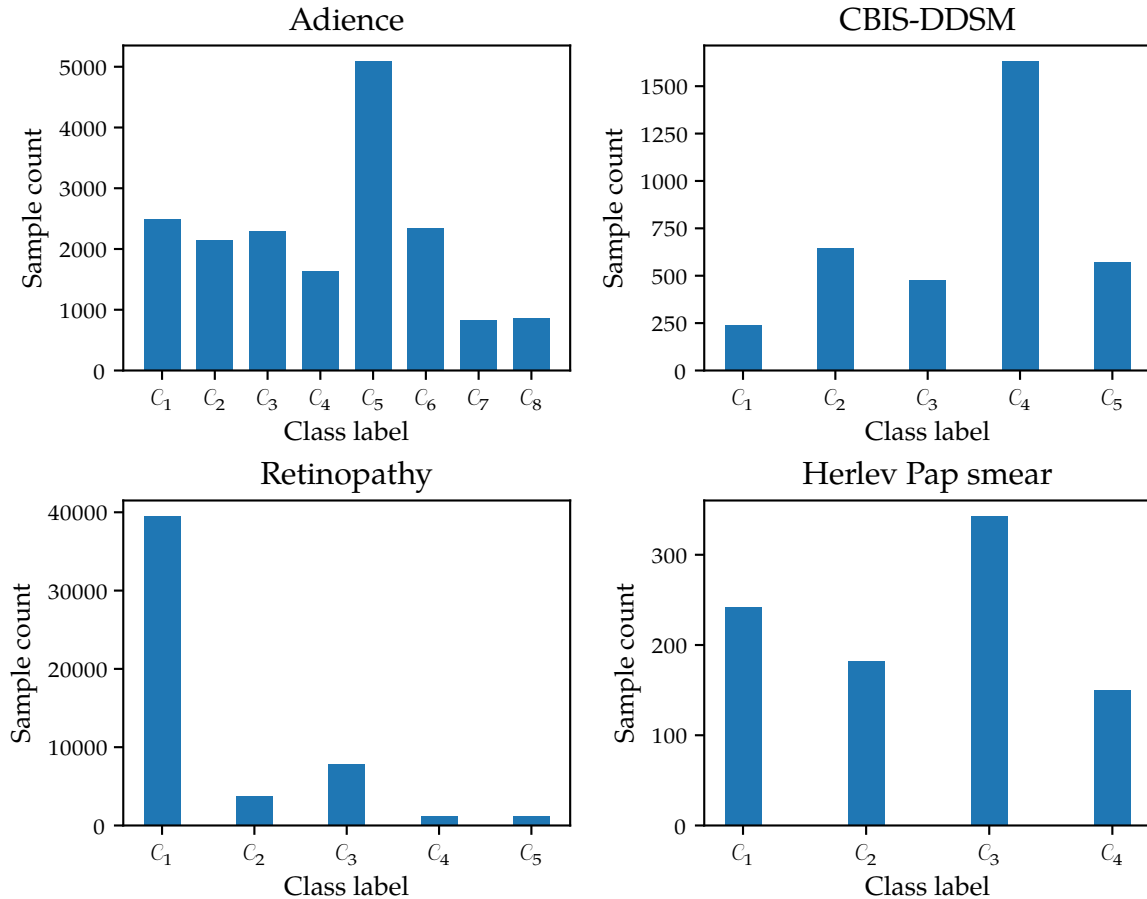 Adience
Sample count
5000
4000
3000
2000
1000
0
C1 C2 C3 C4 C5 C6 C7 C8
Class label
CBIS-DDSM
Sample count
1500
1250
1000
750
500
250
0
C1 C2 C3 C4 C5
Class label
Retinopathy
Sample count
40000
30000
20000
10000
0
C1 C2 C3 C4 C5
Class label
Herlev Pap smear
Sample count
300
200
100
0
C1 C2 C3 C4
Class label